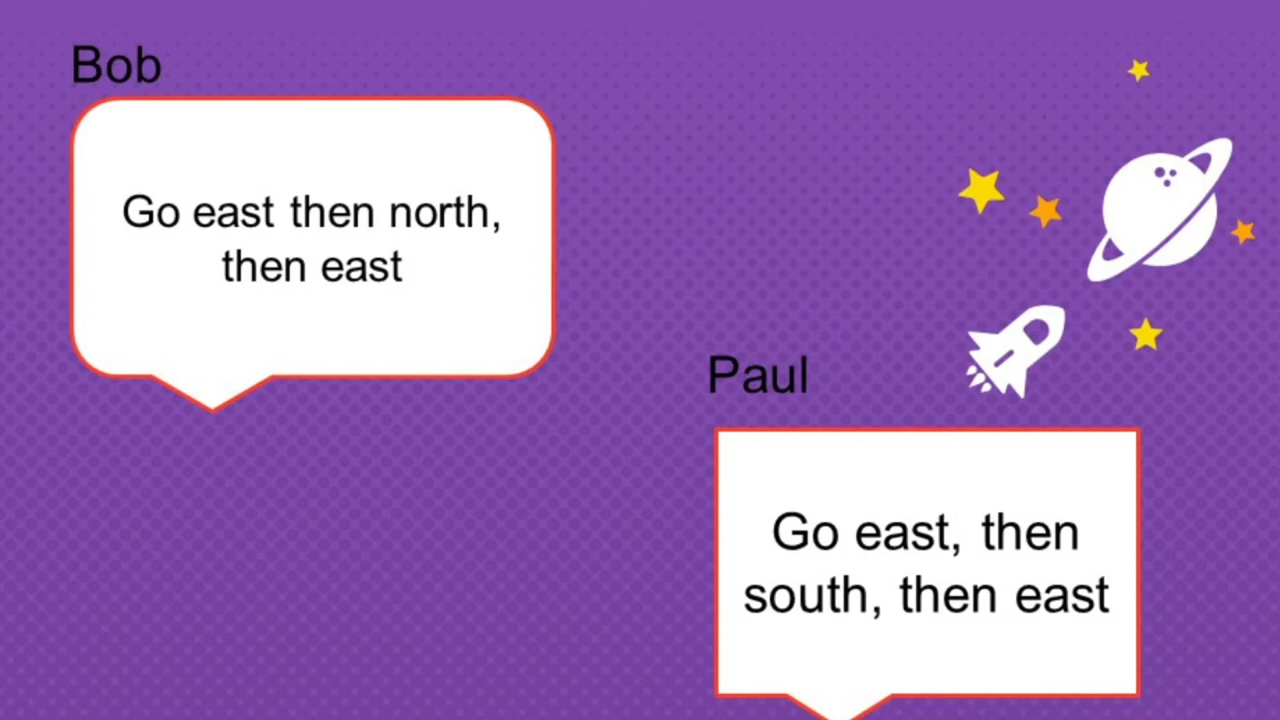 Bob
Go east then north,
then east
Paul
Go east, then
south, then east